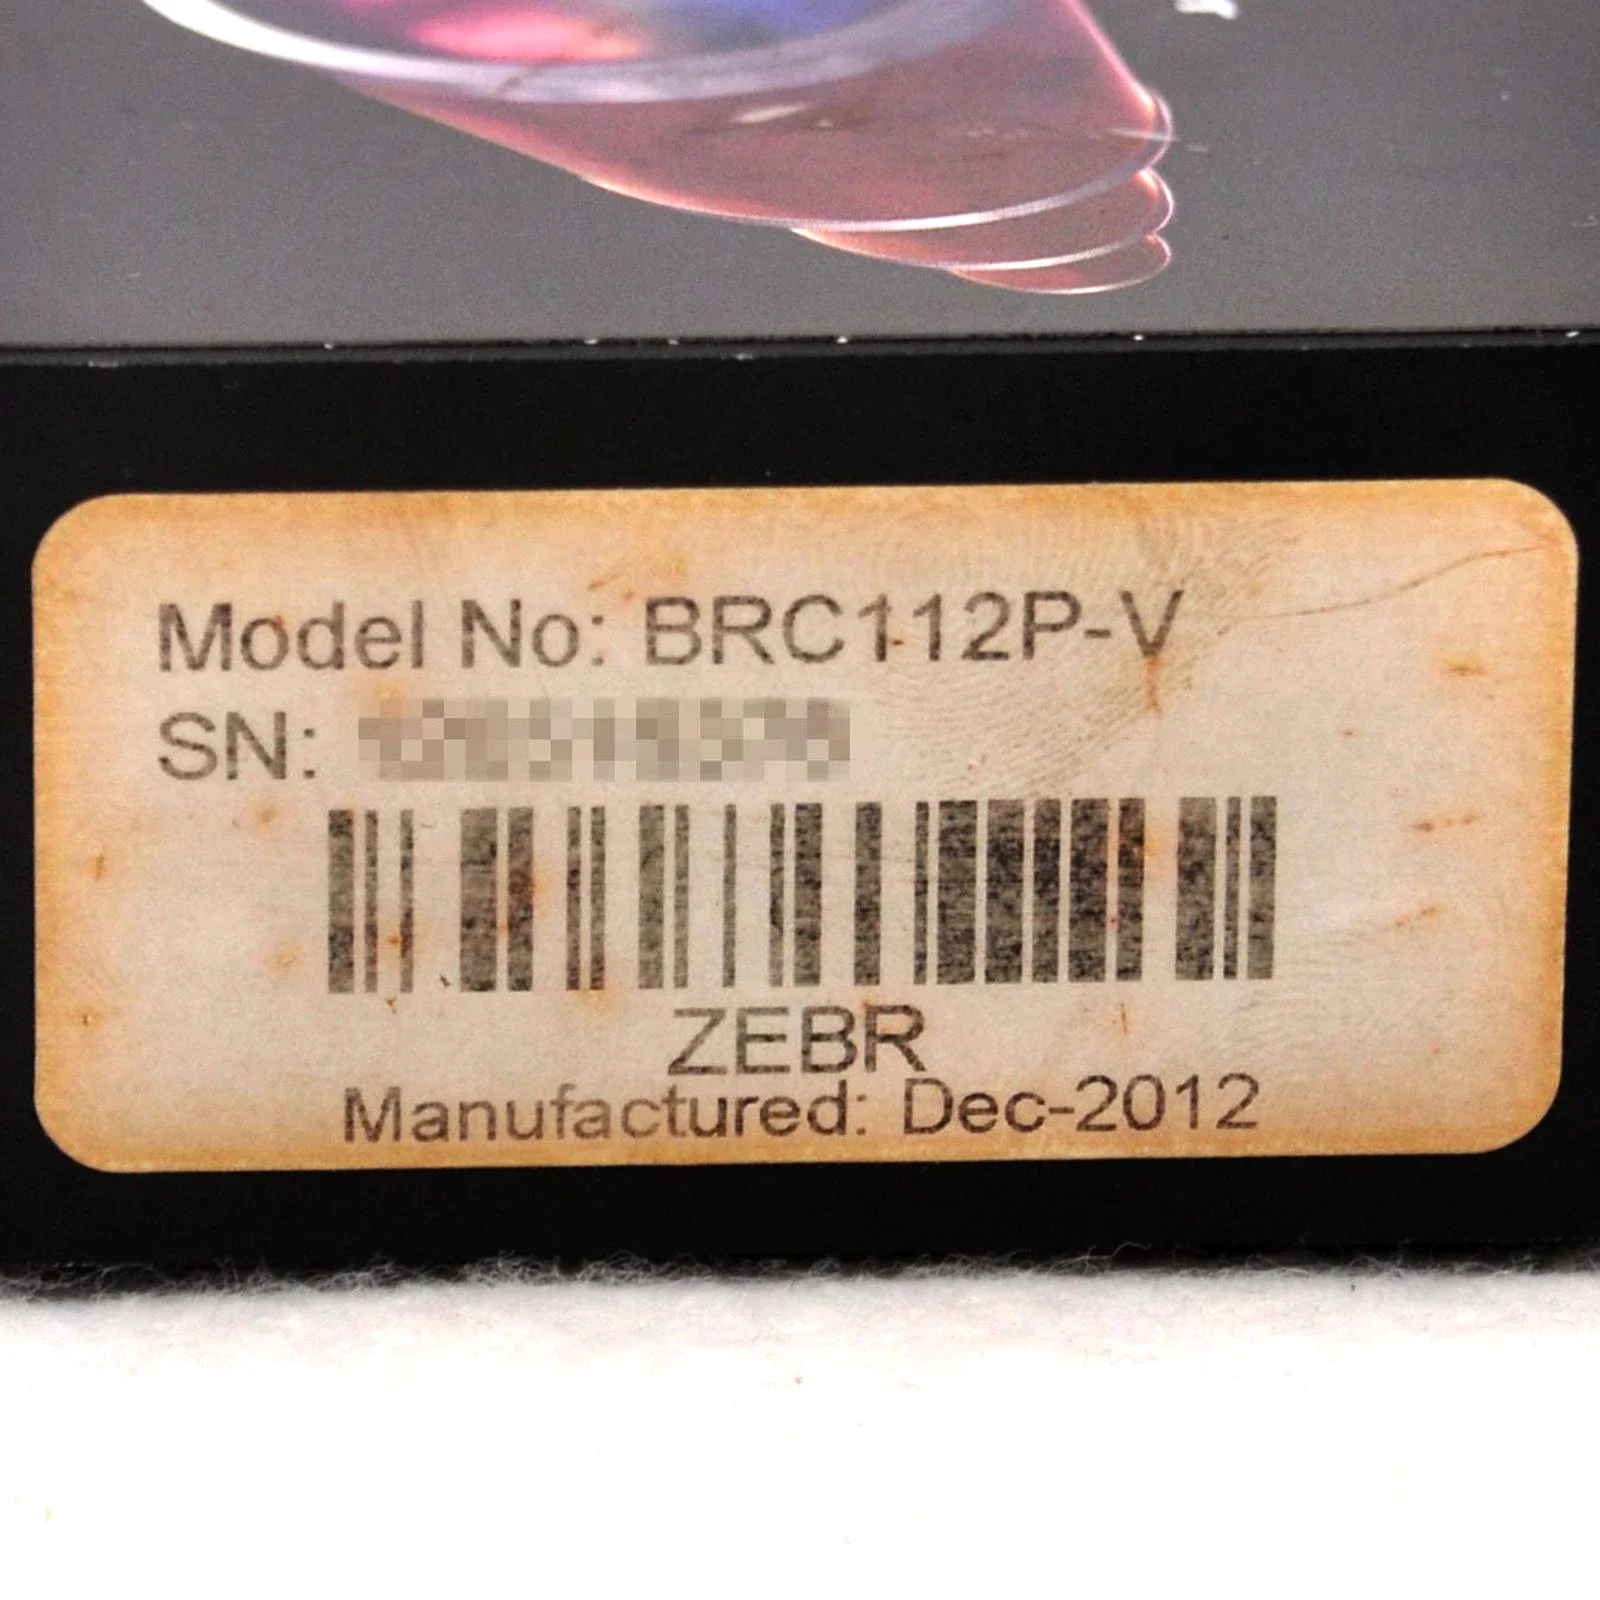 Model No: BRC112P-V
SN:
ZEBR
Manufactured: Dec-2012